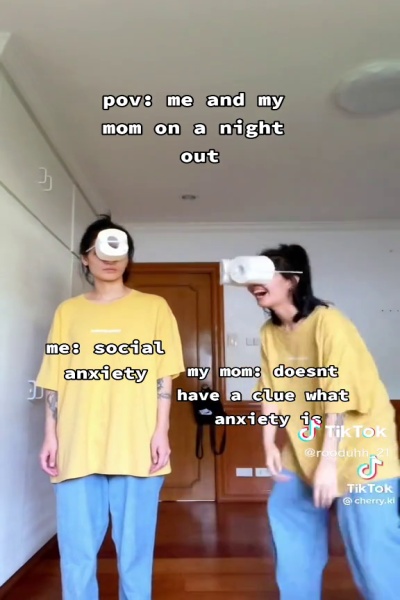 pov: me and my
mom on a night
out
me: social
anxiety
my mom: doesnt
have a clue what
anxiety is
TikTok
TikTok
@cherry.kl